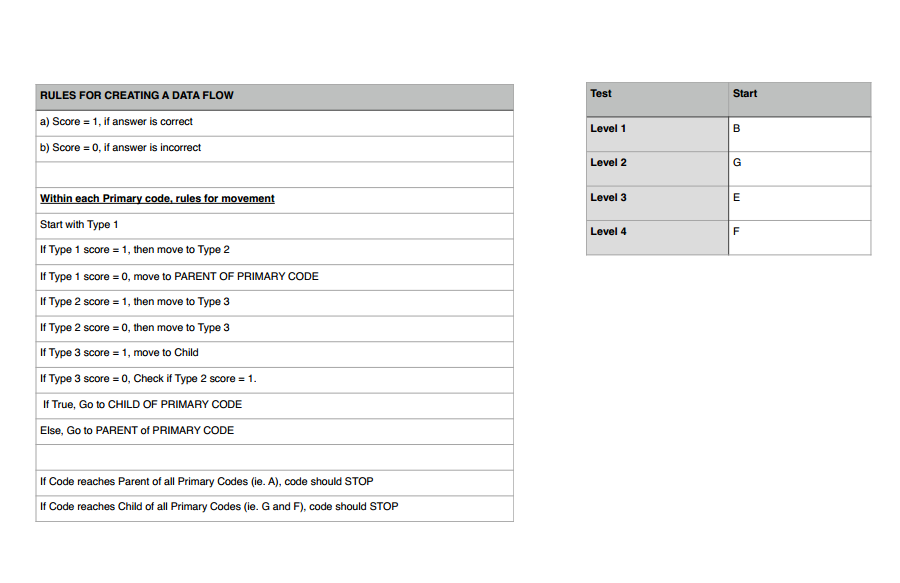 RULES FOR CREATING A DATA FLOW
a) Score = 1, if answer is correct
b) Score = 0, if answer is incorrect
Within each Primary code, rules for movement
Start with Type 1
If Type 1 score = 1, then move to Type 2
If Type 1 score = 0, move to PARENT OF PRIMARY CODE
If Type 2 score = 1, then move to Type 3
If Type 2 score = 0, then move to Type 3
If Type 3 score = 1, move to Child
If Type 3 score = 0, Check if Type 2 score = 1.
If True, Go to CHILD OF PRIMARY CODE
Else, Go to PARENT of PRIMARY CODE
If Code reaches Parent of all Primary Codes (ie. A), code should STOP
If Code reaches Child of all Primary Codes (ie. G and F), code should STOP
Test Start
Level 1 B
Level 2 G
Level 3 E
Level 4 F